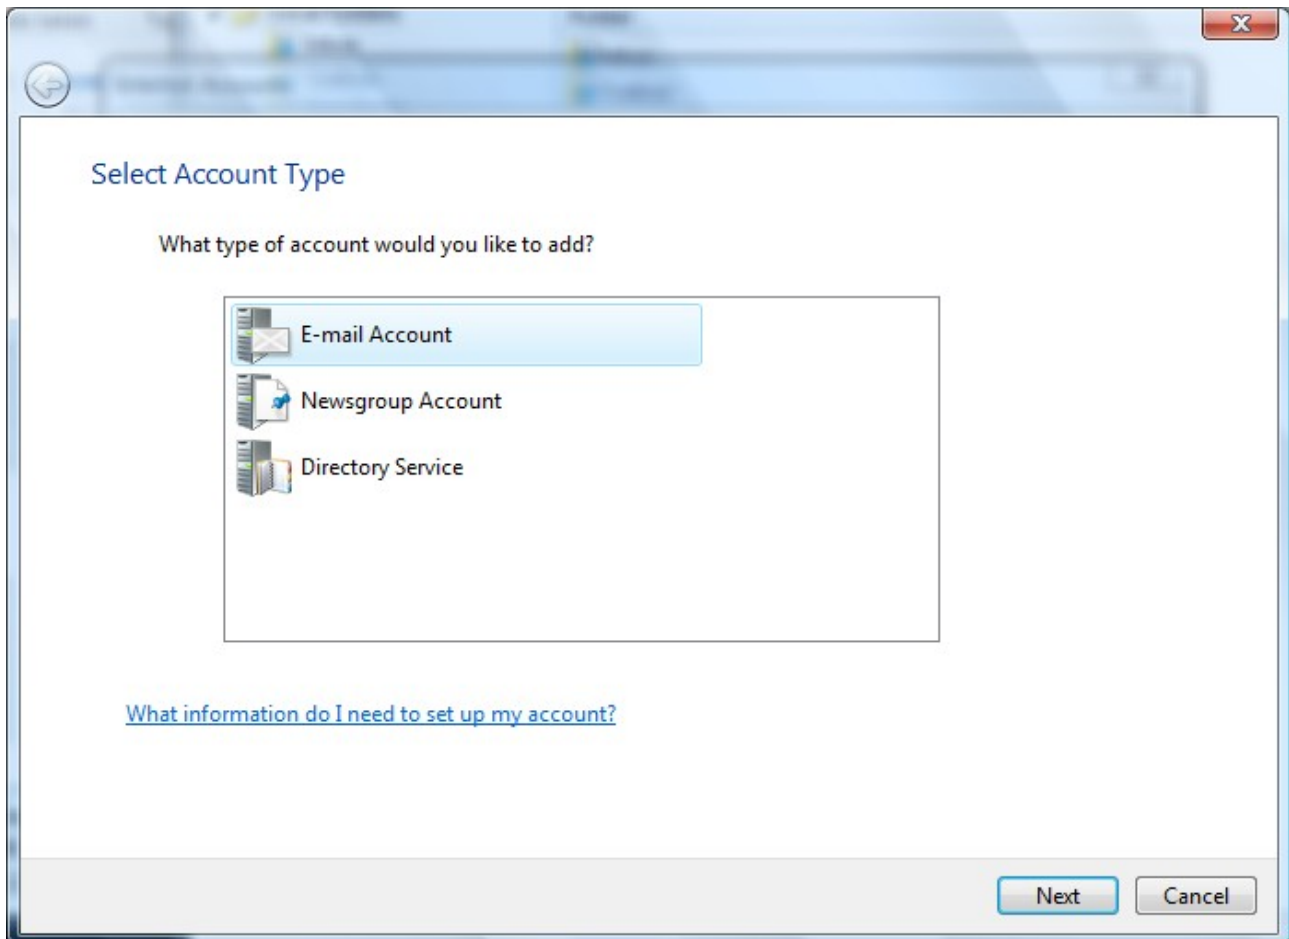 Select Account Type
What type of account would you like to add?
E-mail Account
Newsgroup Account
Directory Service
What information do I need to set up my account?
Next
Cancel